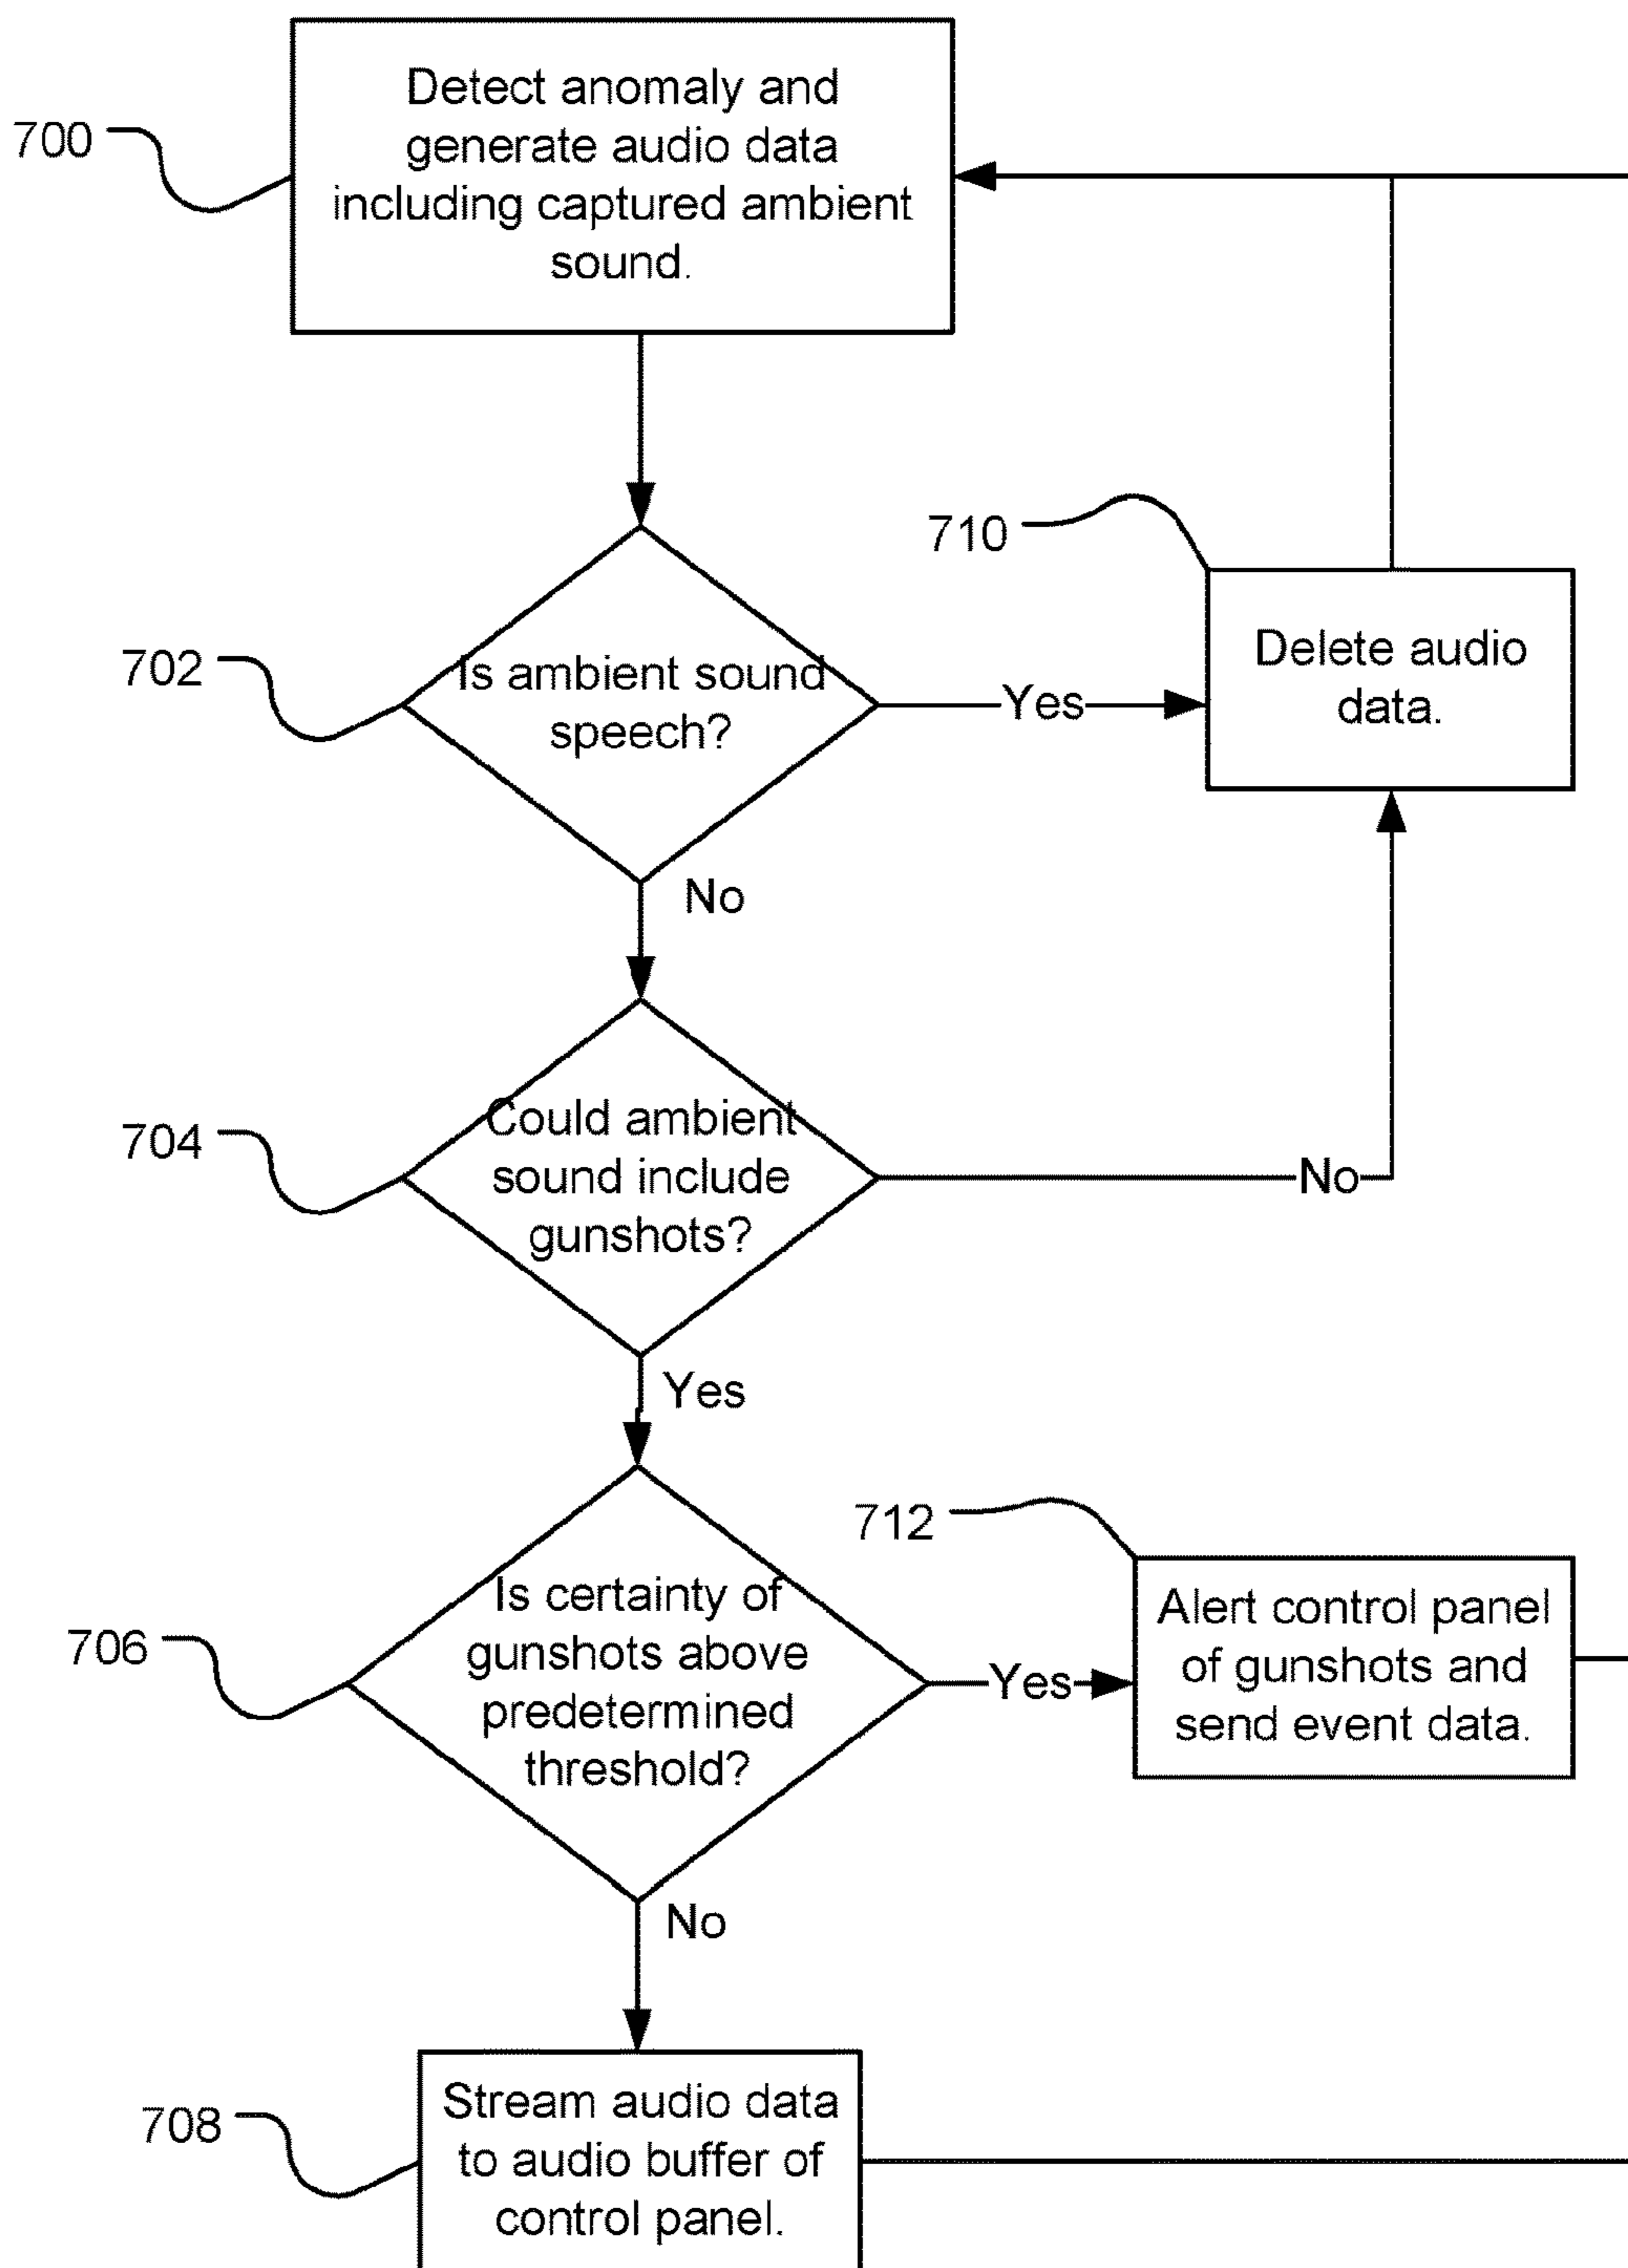 700
Detect anomaly and
generate audio data
including captured ambient
sound.
710
702
Is ambient sound
speech?
Yes
Delete audio
data.
No
704
Could ambient
sound include
gunshots?
No
Yes
712
706
Is certainty of
gunshots above
predetermined
threshold?
Yes
Alert control panel
of gunshots and
send event data.
No
708
Stream audio data
to audio buffer of
control panel.